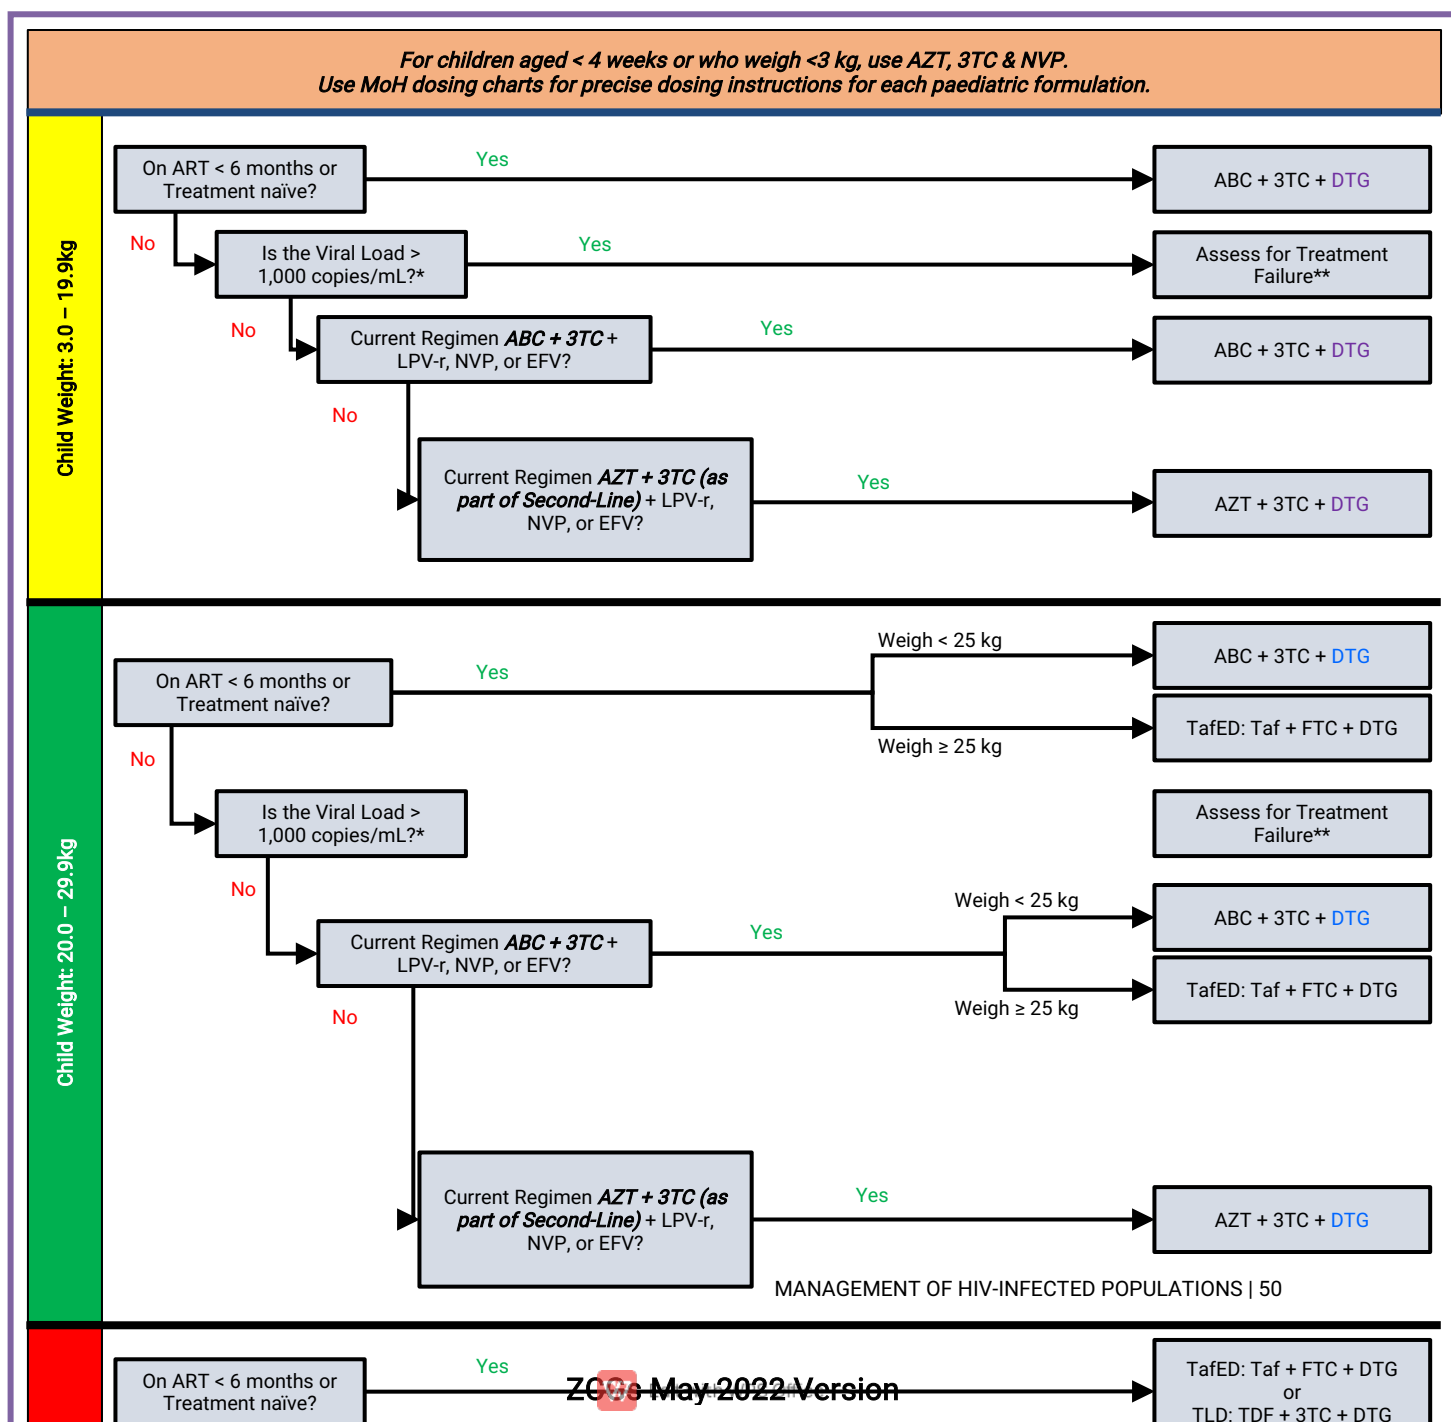 For children aged < 4 weeks or who weigh <3 kg, use AZT, 3TC & NVP.
Use MoH dosing charts for precise dosing instructions for each paediatric formulation.
Child Weight: 3.0 – 19.9kg
On ART < 6 months or
Treatment naïve?
Yes
ABC + 3TC + DTG
No
Is the Viral Load >
1,000 copies/mL?*
Yes
Assess for Treatment
Failure**
No
Current Regimen ABC + 3TC +
LPV-r, NVP, or EFV?
Yes
ABC + 3TC + DTG
No
Current Regimen AZT + 3TC (as
part of Second-Line) + LPV-r,
NVP, or EFV?
Yes
AZT + 3TC + DTG
Child Weight: 20.0 – 29.9kg
On ART < 6 months or
Treatment naïve?
Yes
Weigh < 25 kg
ABC + 3TC + DTG
Weigh ≥ 25 kg
TafED: Taf + FTC + DTG
No
Is the Viral Load >
1,000 copies/mL?*
Assess for Treatment
Failure**
No
Current Regimen ABC + 3TC +
LPV-r, NVP, or EFV?
Yes
Weigh < 25 kg
ABC + 3TC + DTG
Weigh ≥ 25 kg
TafED: Taf + FTC + DTG
No
Current Regimen AZT + 3TC (as
part of Second-Line) + LPV-r,
NVP, or EFV?
Yes
AZT + 3TC + DTG
MANAGEMENT OF HIV-INFECTED POPULATIONS | 50
On ART < 6 months or
Treatment naïve?
Yes
TafED: Taf + FTC + DTG
or
TLD: TDF + 3TC + DTG
May 2022 Version